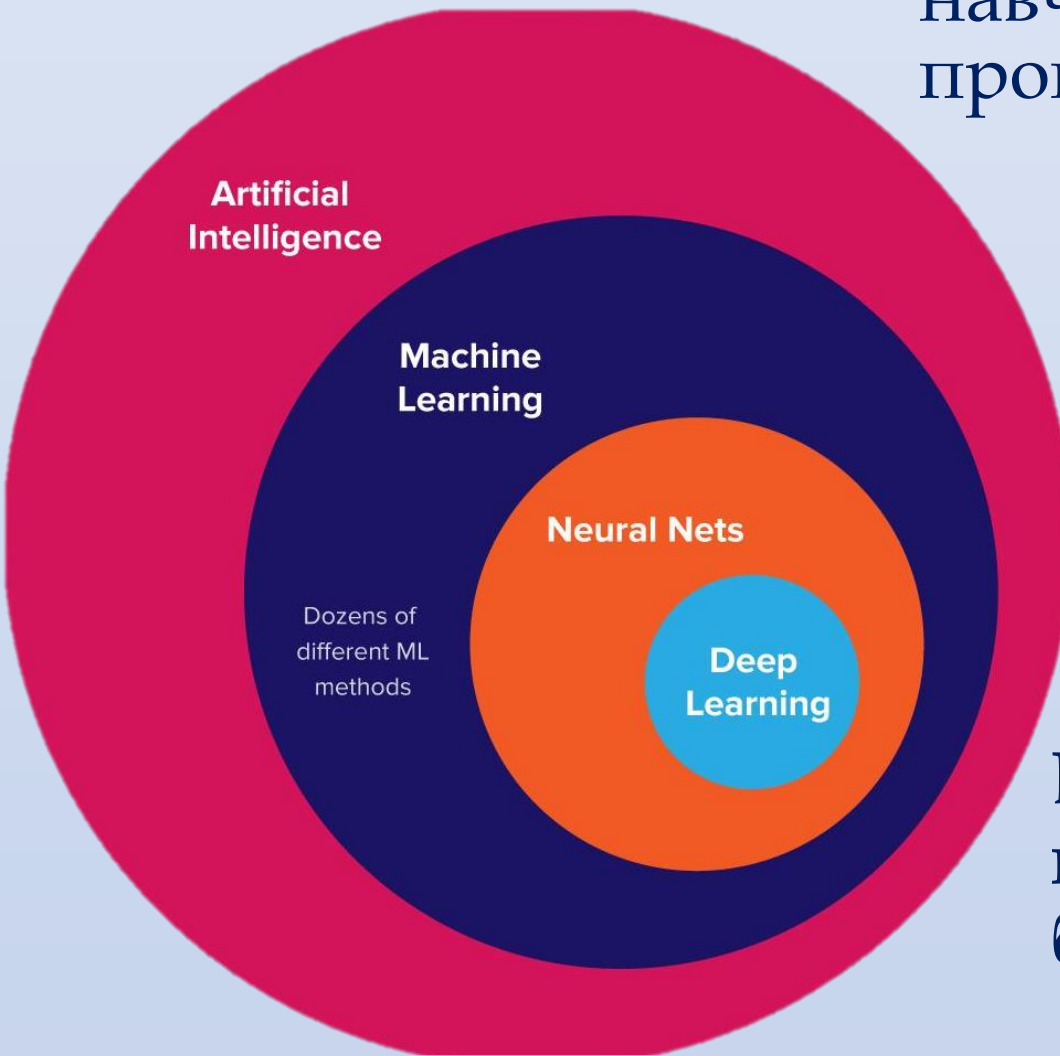 Artificial
Intelligence
Machine
Learning
Neural Nets
Dozens of
different ML
methods
Deep
Learning